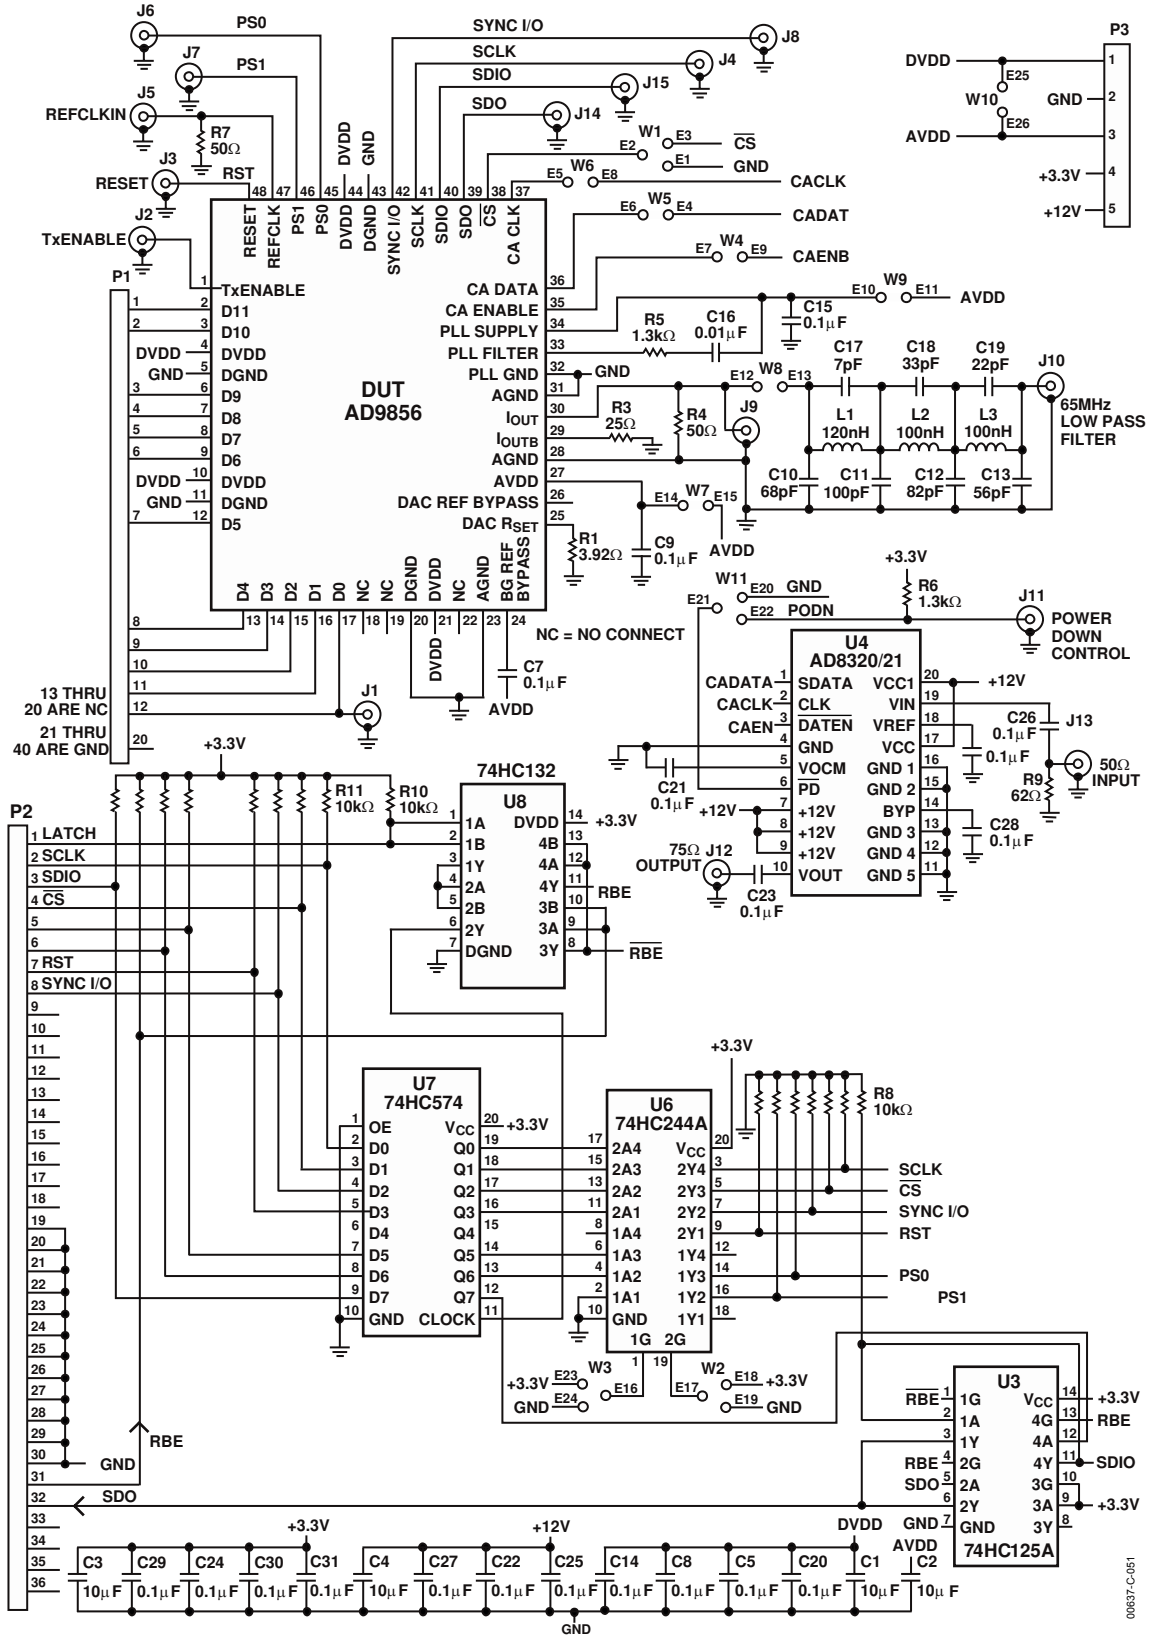 J6
PS0
J7
PS1
J5
REFCLKIN
R7
50Ω
J3
RST
RESET
J2
TxENABLE
SYNC I/O
J8
SCLK
J4
SDIO
J15
SDO
J14
DVDD
GND
W1
E3
CS
E2
E1
GND
W6
E5
E8
CACLK
W5
E6
E4
CADAT
W4
E7
E9
CAENB
W9
E10
E11
AVDD
P3
DVDD
1
E25
W10
GND
2
E26
AVDD
3
+3.3V
4
+12V
5
48 47 46 45 44 43 42 41 40 39 38 37
RESET
REFCLK
PS1
PS0
DVDD
DGND
SYNC I/O
SCLK
SDIO
SDO
CS
CA CLK
DUT
AD9856
1 TxENABLE
2 D11
3 D10
4 DVDD
5 DGND
6 D9
7 D8
8 D7
9 D6
10 DVDD
11 DGND
12 D5
CA DATA 36
CA ENABLE 35
PLL SUPPLY 34
PLL FILTER 33
PLL GND 32
AGND 31
IOUT 30
IOUTB 29
AGND 28
AVDD 27
DAC REF BYPASS 26
DAC RSET 25
D4
D3
D2
D1
D0
NC
NC
DGND
DVDD
NC
AGND
BG REF
BYPASS
13 14 15 16 17 18 19 20 21 22 23 24
P1
1
2
DVDD
GND
3
4
5
6
DVDD
GND
7
8
9
10
11
12
20
13 THRU
20 ARE NC
21 THRU
40 ARE GND
J1
DVDD
NC = NO CONNECT
C7
0.1μF
AVDD
R5
1.3kΩ
C16
0.01μF
C15
0.1μF
GND
R3
25Ω
R4
50Ω
J9
E12
W8
E13
C17
7pF
C18
33pF
C19
22pF
J10
65MHz
LOW PASS
FILTER
L1
120nH
L2
100nH
L3
100nH
C10
68pF
C11
100pF
C12
82pF
C13
56pF
E14
W7
E15
AVDD
R1
3.92Ω
C9
0.1μF
W11
E20
GND
E21
E22
PODN
+3.3V
R6
1.3kΩ
J11
POWER
DOWN
CONTROL
U4
AD8320/21
CADATA 1 SDATA
CACLK 2 CLK
CAEN 3 DATEN
4 GND
5 VOCM
6 PD
+12V 7 +12V
8 +12V
9 +12V
10 VOUT
VCC1 20
+12V
VIN 19
VREF 18
VCC 17
GND 1 16
GND 2 15
BYP 14
GND 3 13
GND 4 12
GND 5 11
C21
0.1μF
75Ω
OUTPUT
J12
C23
0.1μF
C26
0.1μF
J13
0.1μF
50Ω
INPUT
R9
62Ω
C28
0.1μF
+3.3V
R11
10kΩ
R10
10kΩ
74HC132
U8
1 1A
2 1B
3 1Y
4 2A
5 2B
6 2Y
7 DGND
DVDD 14 +3.3V
4B 13
4A 12
4Y 11 RBE
3B 10
3A 9
3Y 8 RBE
P2
1 LATCH
2 SCLK
3 SDIO
4 CS
5
6
7 RST
8 SYNC I/O
9
10
11
12
13
14
15
16
17
18
19
20
21
22
23
24
25
26
27
28
29
30
31
32
33
34
35
36
GND
RBE
SDO
U7
74HC574
1 OE
2 D0
3 D1
4 D2
5 D3
6 D4
7 D5
8 D6
9 D7
10 GND
VCC 20 +3.3V
Q0 19
Q1 18
Q2 17
Q3 16
Q4 15
Q5 14
Q6 13
Q7 12
CLOCK 11
U6
74HC244A
17 2A4
15 2A3
13 2A2
11 2A1
8 1A4
6 1A3
4 1A2
2 1A1
10 GND
+3.3V
VCC 20
2Y4 3 SCLK
2Y3 5 CS
2Y2 7 SYNC I/O
2Y1 9 RST
1Y4 12
1Y3 14 PS0
1Y2 16 PS1
1Y1 18
1G 2G
1 19
R8
10kΩ
W3
+3.3V E23
GND E24
E16
W2
E17
E18 +3.3V
E19 GND
U3
RBE 1 1G
2 1A
3 1Y
RBE 4 2G
SDO 5 2A
6 2Y
GND 7 GND
VCC 14 +3.3V
4G 13 RBE
4A 12
4Y 11 SDIO
3G 10
3A 9 +3.3V
3Y 8
74HC125A
+3.3V
+12V
DVDD
AVDD
C3
10μF
C29
0.1μF
C24
0.1μF
C30
0.1μF
C31
0.1μF
C4
10μF
C27
0.1μF
C22
0.1μF
C25
0.1μF
C14
0.1μF
C8
0.1μF
C5
0.1μF
C20
0.1μF
C1
10μF
C2
10μF
GND
00637-C-051